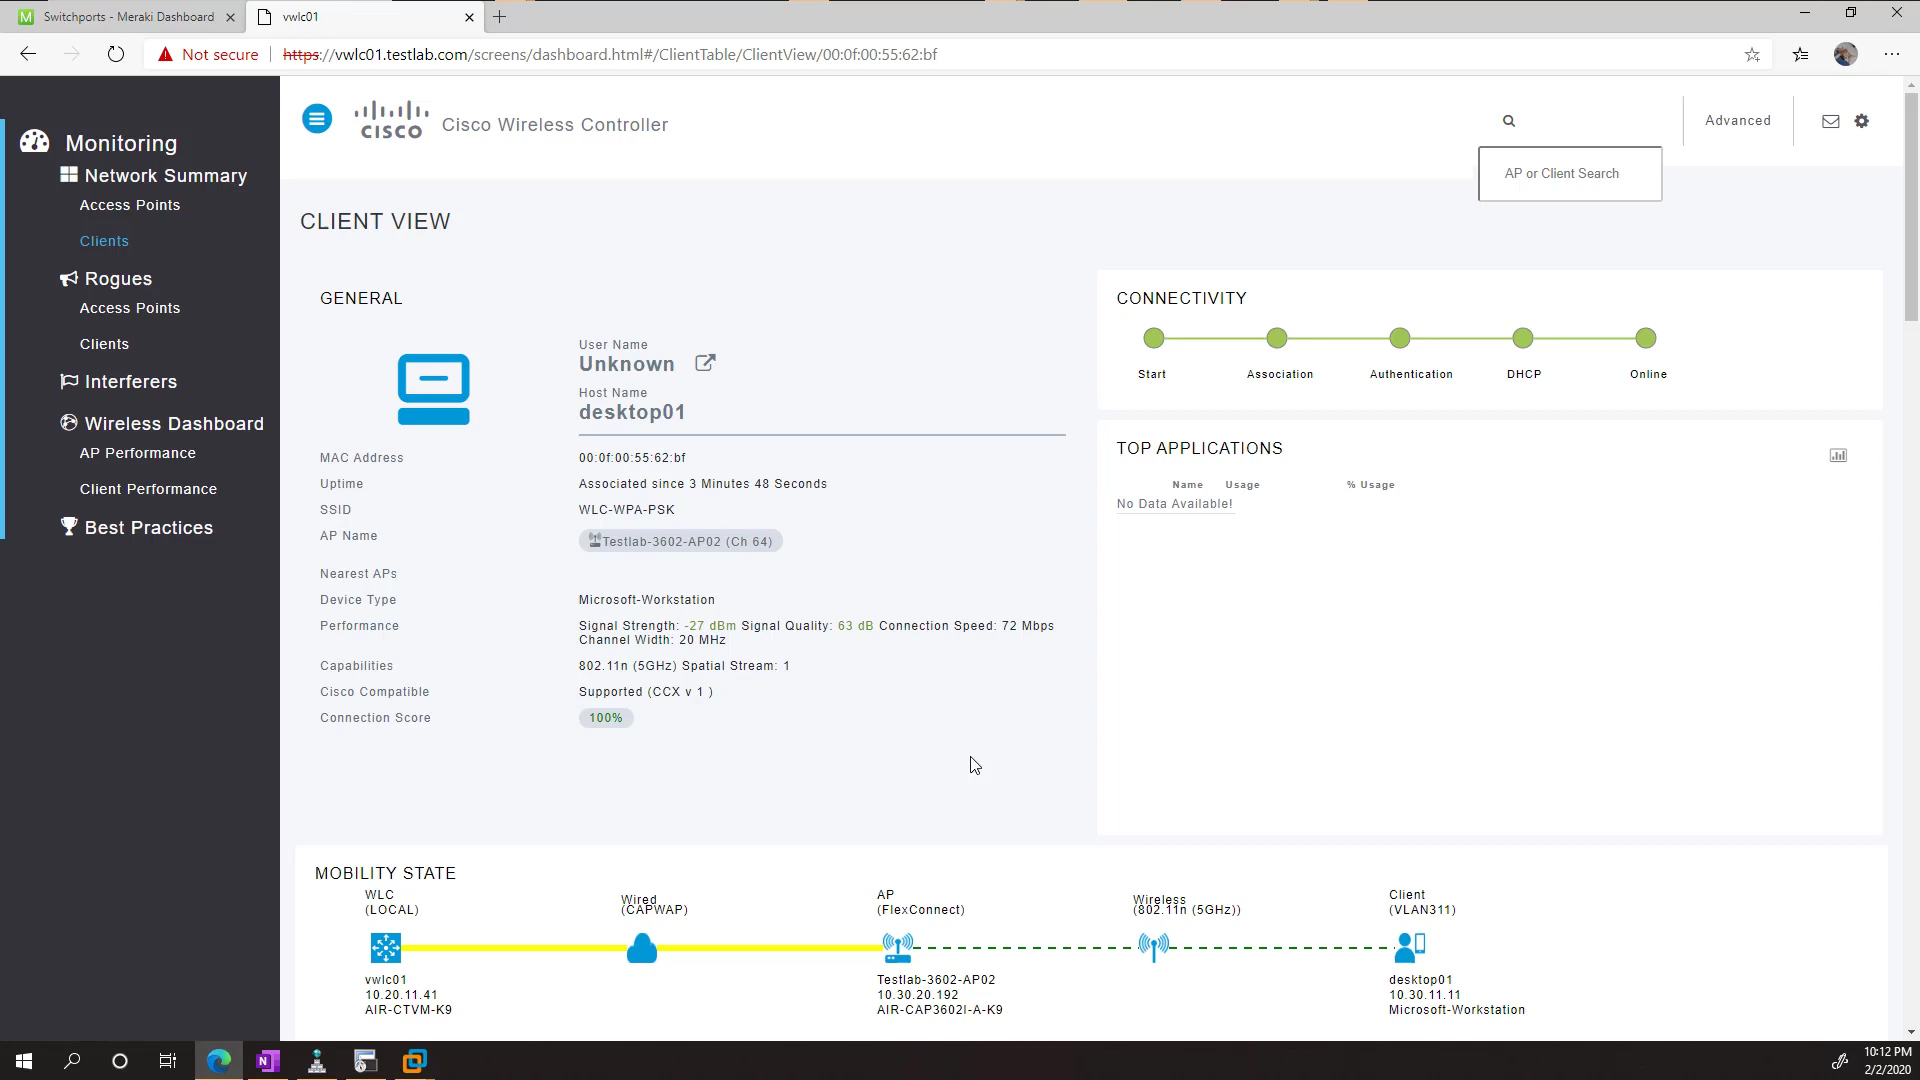 Switchports - Meraki Dashboard
vwlc01
Not secure
https://vwlc01.testlab.com/screens/dashboard.html#/ClientTable/ClientView/00:0f:00:55:62:bf
Monitoring
Network Summary
Access Points
Clients
Rogues
Access Points
Clients
Interferers
Wireless Dashboard
AP Performance
Client Performance
Best Practices
CISCO
Cisco Wireless Controller
Advanced
AP or Client Search
CLIENT VIEW
GENERAL
User Name
Unknown
Host Name
desktop01
MAC Address 00:0f:00:55:62:bf
Uptime Associated since 3 Minutes 48 Seconds
SSID WLC-WPA-PSK
AP Name Testlab-3602-AP02 (Ch 64)
Nearest APs
Device Type Microsoft-Workstation
Performance Signal Strength: -27 dBm Signal Quality: 63 dB Connection Speed: 72 Mbps
Channel Width: 20 MHz
Capabilities 802.11n (5GHz) Spatial Stream: 1
Cisco Compatible Supported (CCX v 1 )
Connection Score 100%
CONNECTIVITY
Start Association Authentication DHCP Online
TOP APPLICATIONS
Name Usage % Usage
No Data Available!
MOBILITY STATE
WLC
(LOCAL)
Wired
(CAPWAP)
AP
(FlexConnect)
Wireless
(802.11n (5GHz))
Client
(VLAN311)
vwlc01
10.20.11.41
AIR-CTVM-K9
Testlab-3602-AP02
10.30.20.192
AIR-CAP3602I-A-K9
desktop01
10.30.11.11
Microsoft-Workstation
10:12 PM
2/2/2020